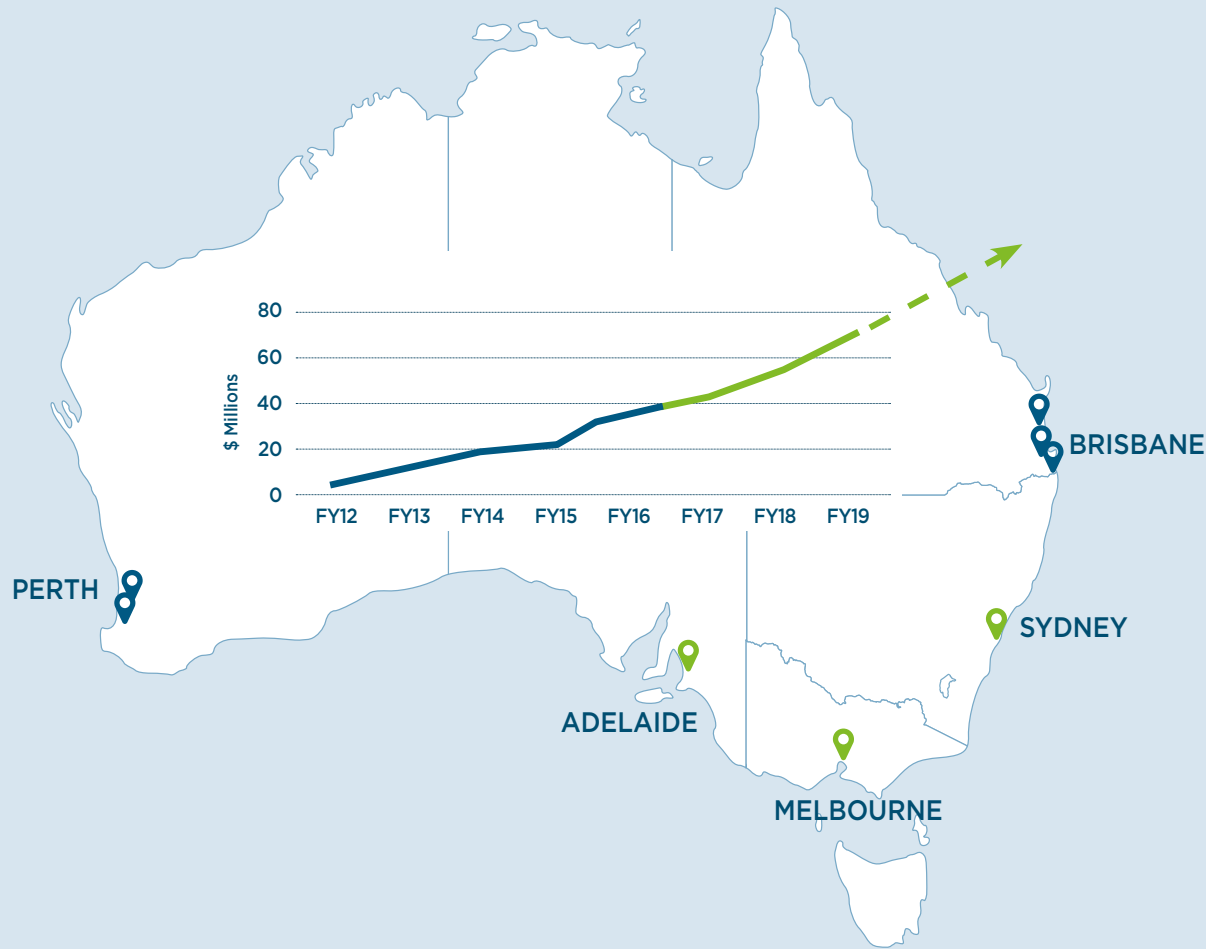 80
60
40
20
0
$ Millions
FY12 FY13 FY14 FY15 FY16 FY17 FY18 FY19
BRISBANE
PERTH
SYDNEY
ADELAIDE
MELBOURNE